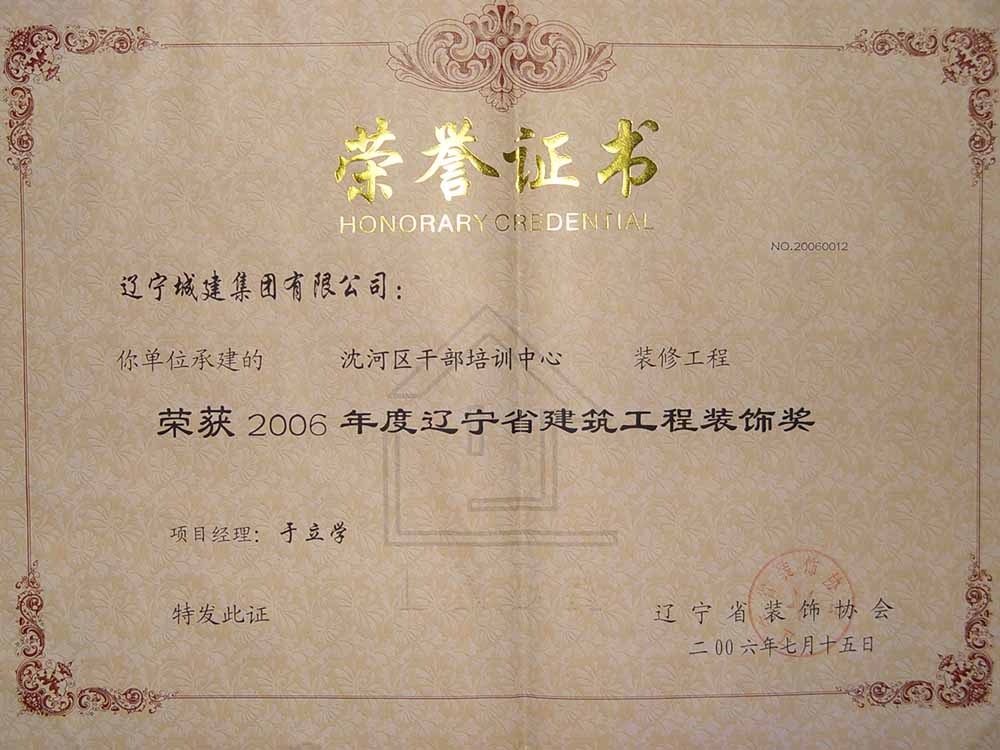 荣誉证书
HONORARY CREDENTIAL
NO.20060012
辽宁城建集团有限公司：
你单位承建的 沈河区干部培训中心 装修工程
荣获 2006 年度辽宁省建筑工程装饰奖
项目经理：于立学
特发此证
辽宁省装饰协会
二00六年七月十五日